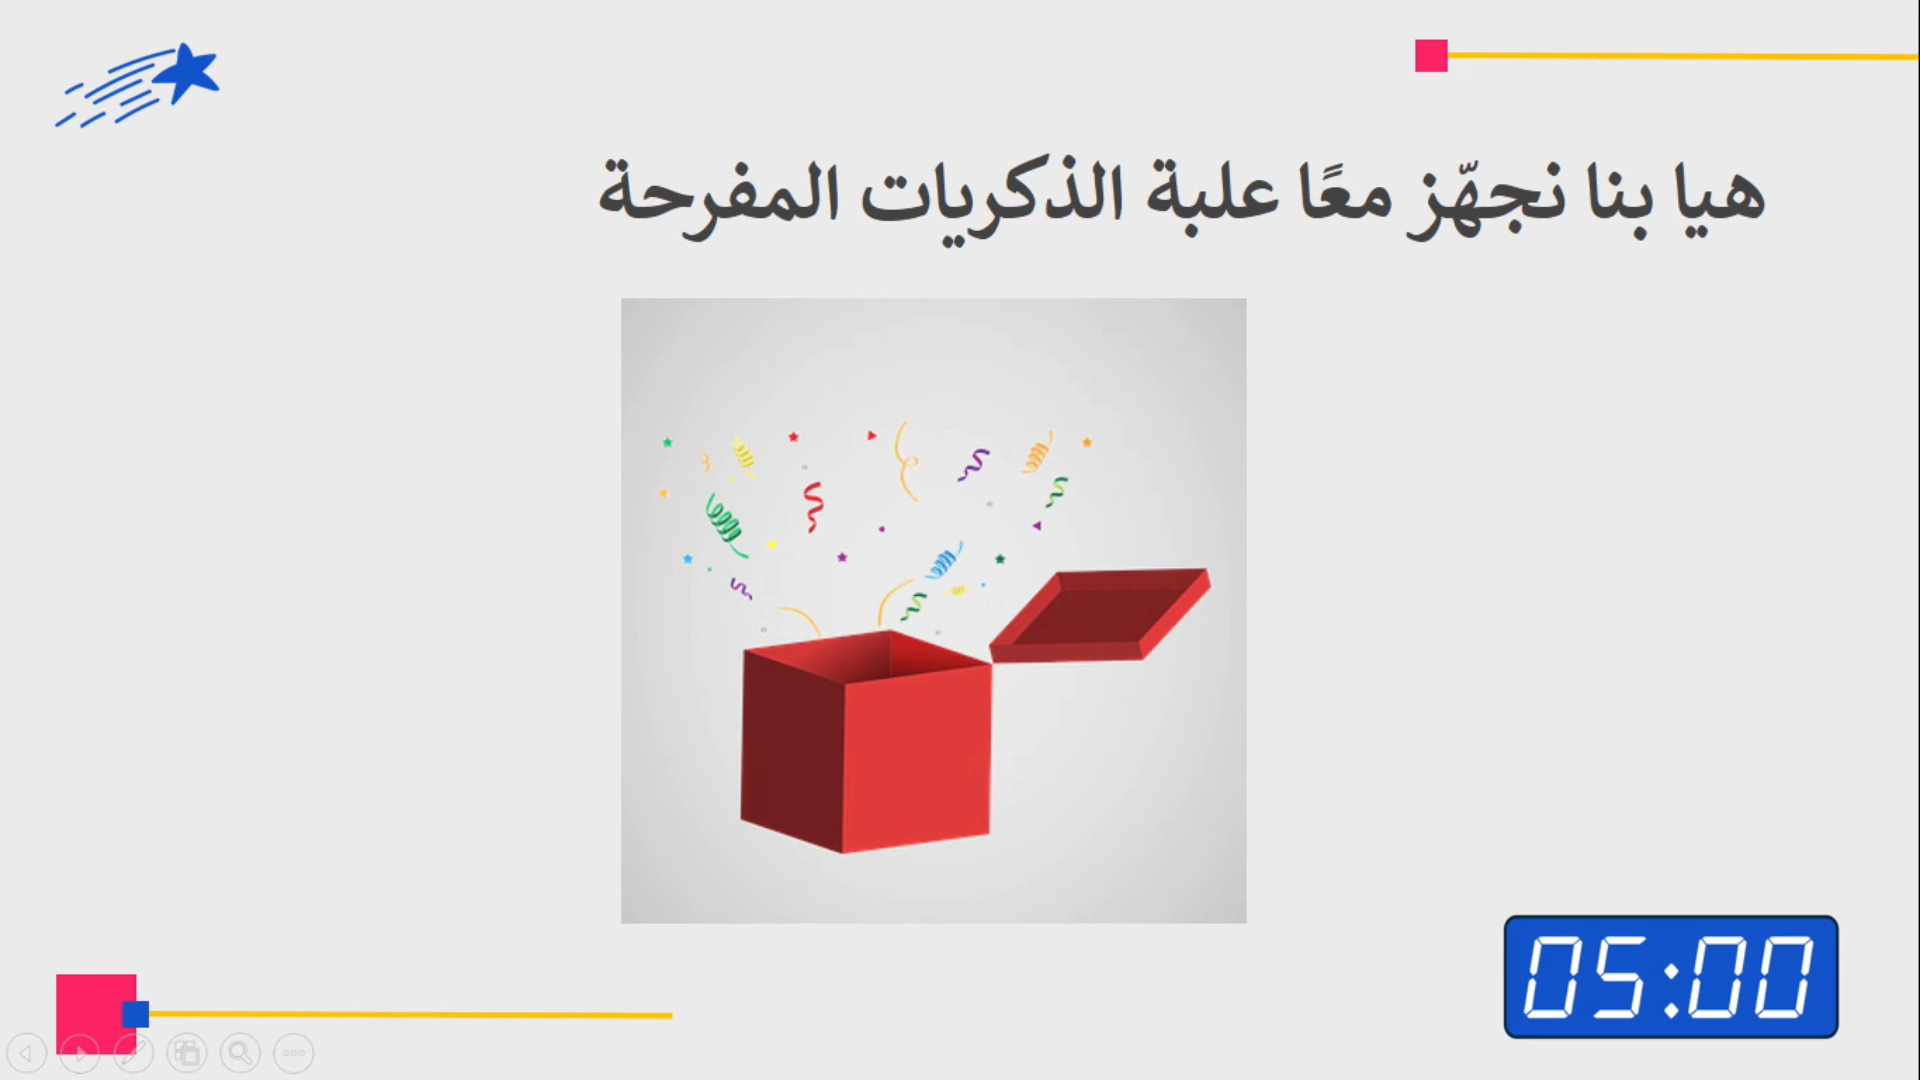 هيا بنا نجهّز معًا علبة الذكريات المفرحة
05:00